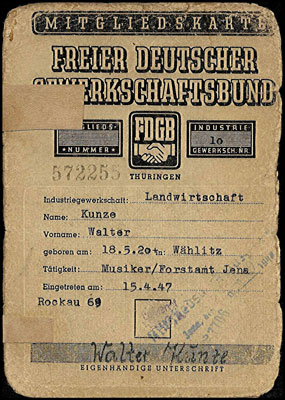 MITGLIEDSKARTE
FREIER DEUTSCHER
GEWERKSCHAFTSBUND
GLIEDS-
NUMMER
FDGB
INDUSTRIE
10
GEWERKSCH. NR.
572255
THÜRINGEN
Industriegewerkschaft: Landwirtschaft
Name: Kunze
Vorname: Walter
geboren am: 18.5.20 in: Wählitz
Tätigkeit: Musiker/Forstamt Jena
Eingetreten am: 15.4.47
Rockau 69
Walter Kunze
EIGENHÄNDIGE UNTERSCHRIFT